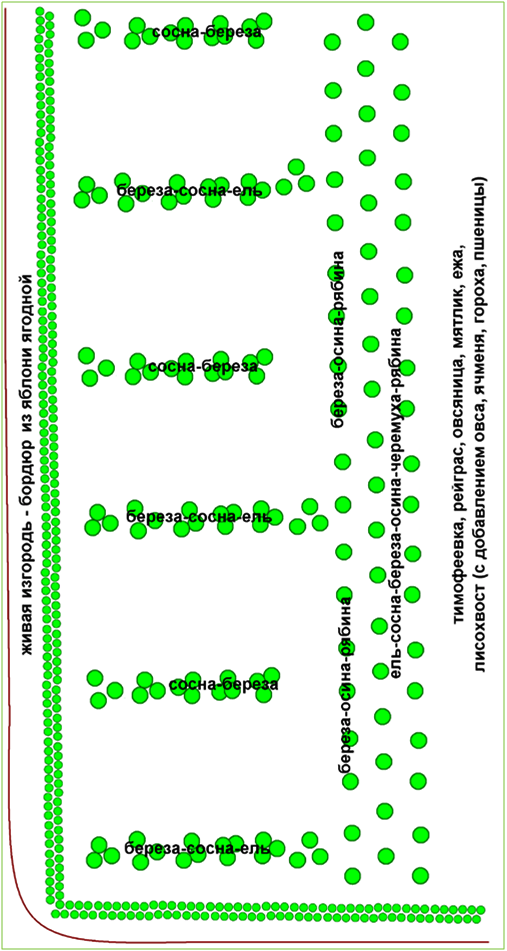 сосна-береза
береза-сосна-ель
сосна-береза
береза-сосна-ель
сосна-береза
береза-сосна-ель
живая изгородь - бордюр из яблони ягодной
береза-осина-рябина
береза-осина-рябина
ель-сосна-береза-осина-черемуха-рябина
тимофеевка, рейграс, овсяница, мятлик, ежа,
лисохвост (с добавлением овса, ячменя, гороха, пшеницы)